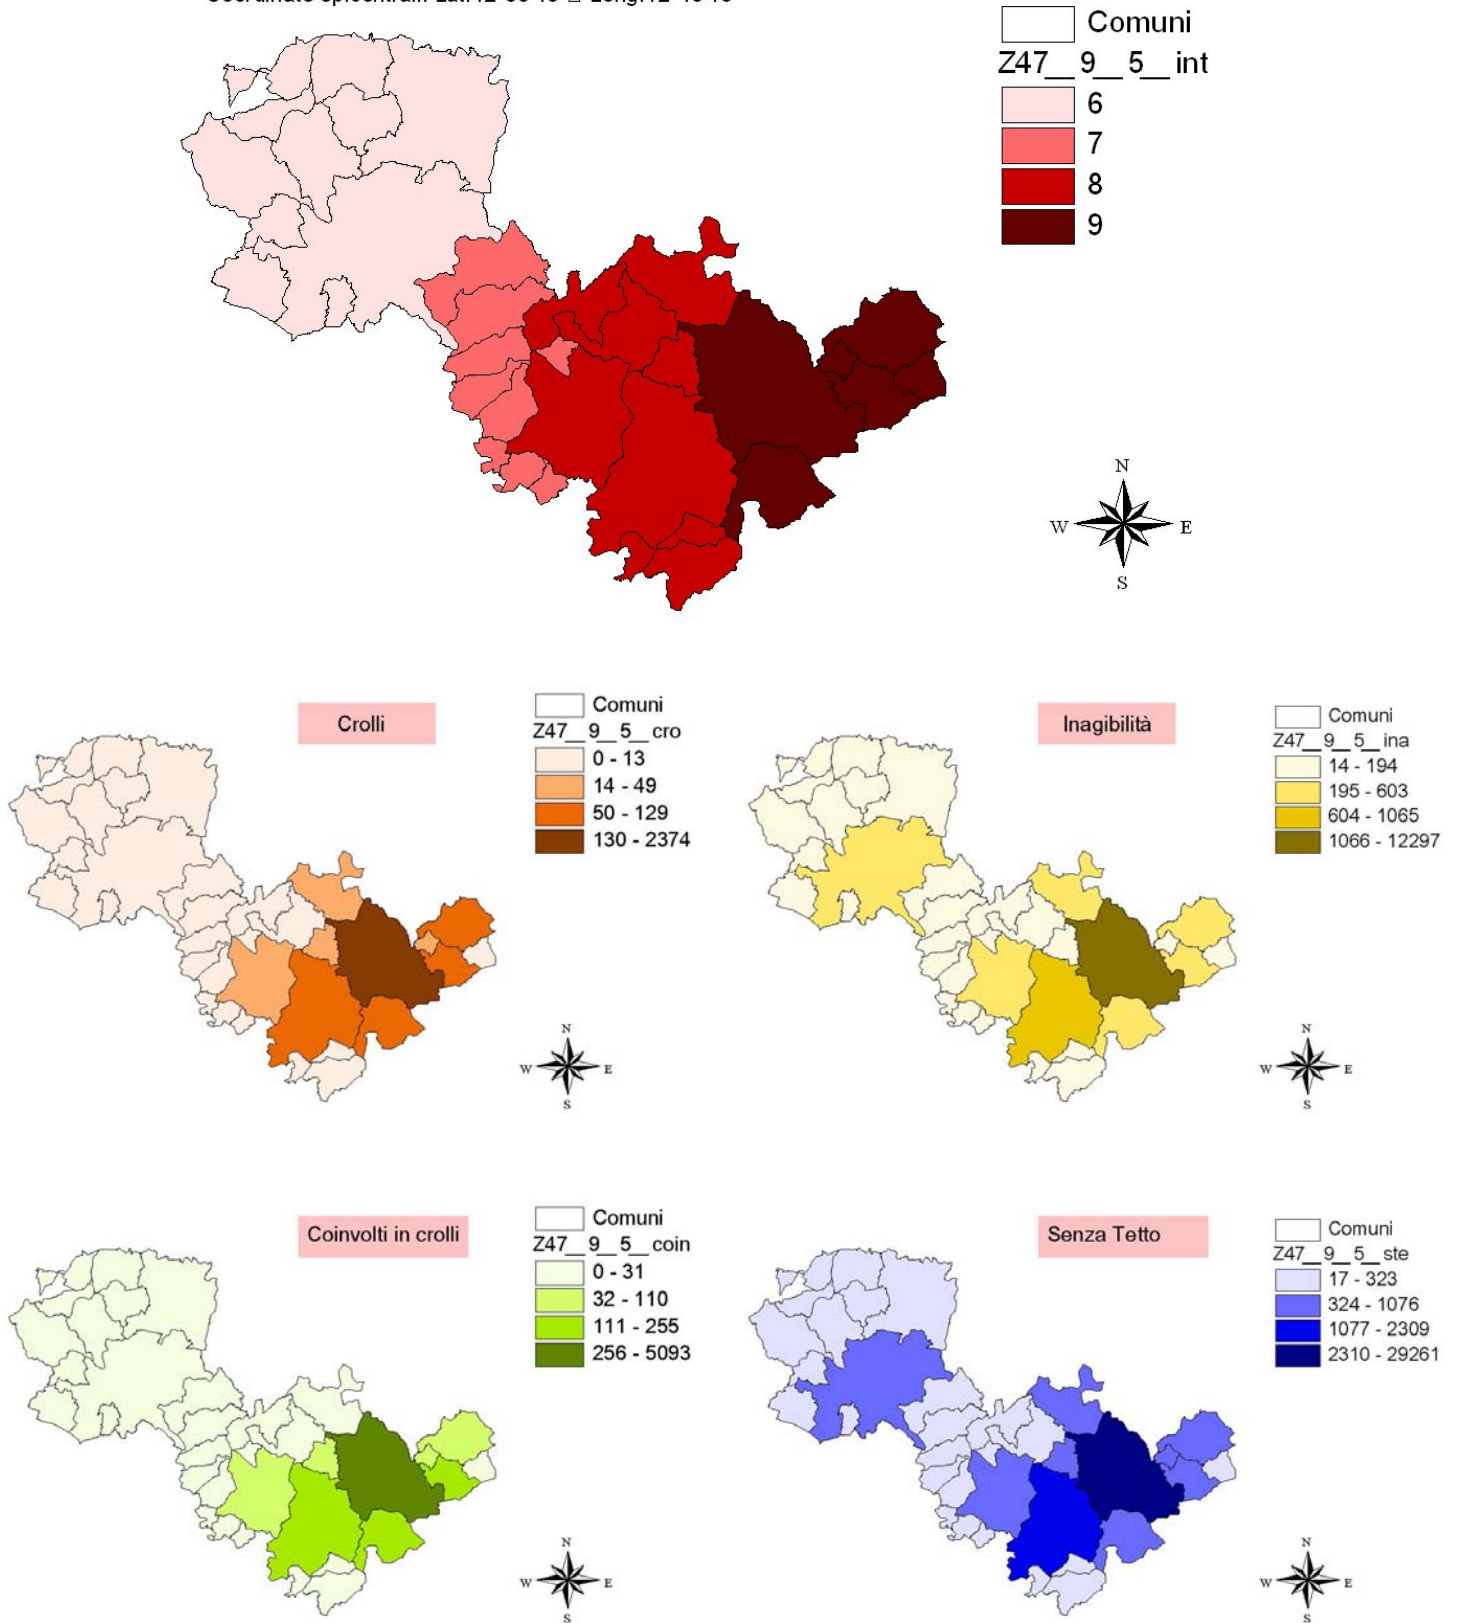 Comuni
Z47__9__5__int
6
7
8
9
N
W E
S
Crolli
Comuni
Z47__9__5__cro
0 - 13
14 - 49
50 - 129
130 - 2374
N
W E
S
Inagibilità
Comuni
Z47__9__5__ina
14 - 194
195 - 603
604 - 1065
1066 - 12297
N
W E
S
Coinvolti in crolli
Comuni
Z47__9__5__coin
0 - 31
32 - 110
111 - 255
256 - 5093
N
W E
S
Senza Tetto
Comuni
Z47__9__5__ste
17 - 323
324 - 1076
1077 - 2309
2310 - 29261
N
W E
S